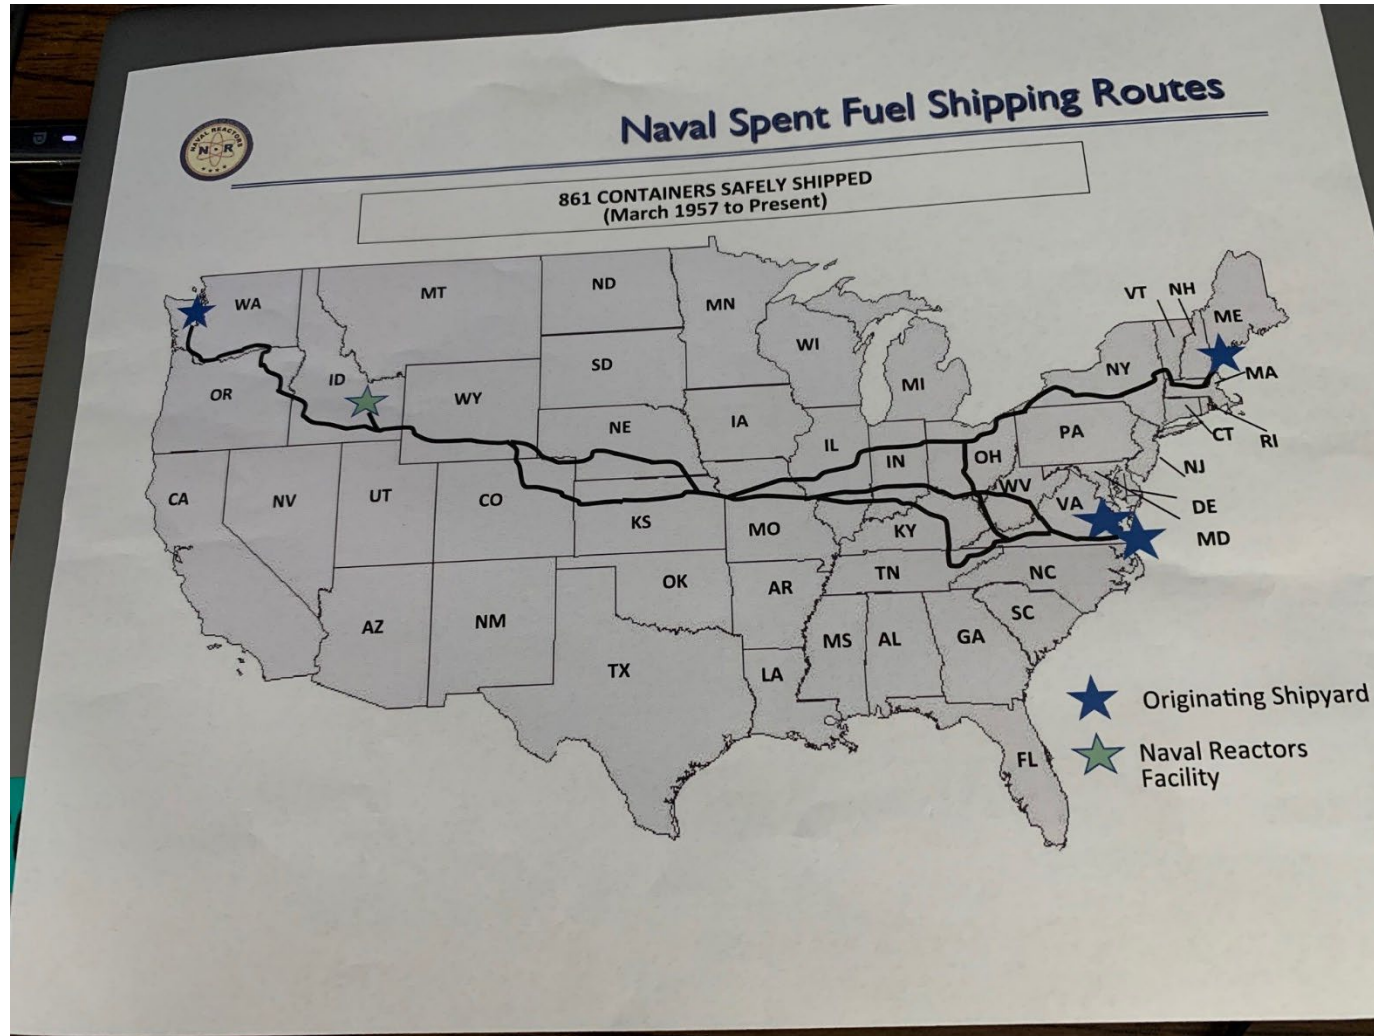 Naval Spent Fuel Shipping Routes
NAVAL REACTORS
N R
861 CONTAINERS SAFELY SHIPPED
(March 1957 to Present)
WA
MT
ND
MN
VT
NH
ME
OR
ID
WY
SD
WI
MI
NY
MA
NE
IA
IL
IN
OH
PA
CT
RI
NJ
CA
NV
UT
CO
KS
MO
KY
WV
VA
DE
MD
AZ
NM
OK
AR
TN
NC
SC
TX
LA
MS
AL
GA
FL
Originating Shipyard
Naval Reactors
Facility